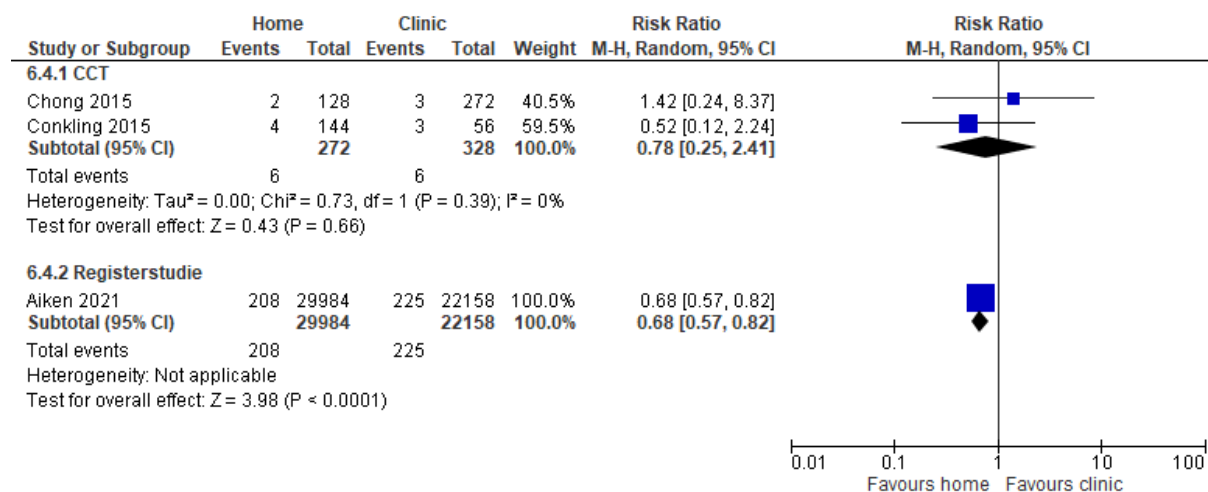 Home Clinic Risk Ratio Risk Ratio
Study or Subgroup Events Total Events Total Weight M-H, Random, 95% CI M-H, Random, 95% CI
6.4.1 CCT
Chong 2015 2 128 3 272 40.5% 1.42 [0.24, 8.37]
Conkling 2015 4 144 3 56 59.5% 0.52 [0.12, 2.24]
Subtotal (95% CI) 272 328 100.0% 0.78 [0.25, 2.41]
Total events 6 6
Heterogeneity: Tau² = 0.00; Chi² = 0.73, df = 1 (P = 0.39); I² = 0%
Test for overall effect: Z = 0.43 (P = 0.66)
6.4.2 Registerstudie
Aiken 2021 208 29984 225 22158 100.0% 0.68 [0.57, 0.82]
Subtotal (95% CI) 29984 22158 100.0% 0.68 [0.57, 0.82]
Total events 208 225
Heterogeneity: Not applicable
Test for overall effect: Z = 3.98 (P < 0.0001)
0.01 0.1 1 10 100
Favours home Favours clinic